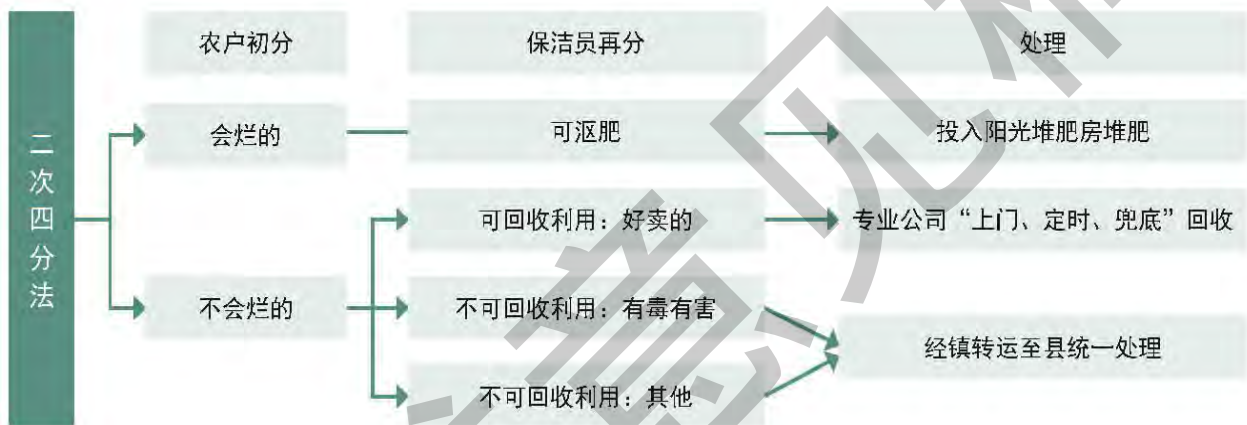 二次四分法
农户初分
保洁员再分
处理
会烂的
可沤肥
投入阳光堆肥房堆肥
不会烂的
可回收利用：好卖的
专业公司“上门、定时、兜底”回收
不可回收利用：有毒有害
不可回收利用：其他
经镇转运至县统一处理
意见